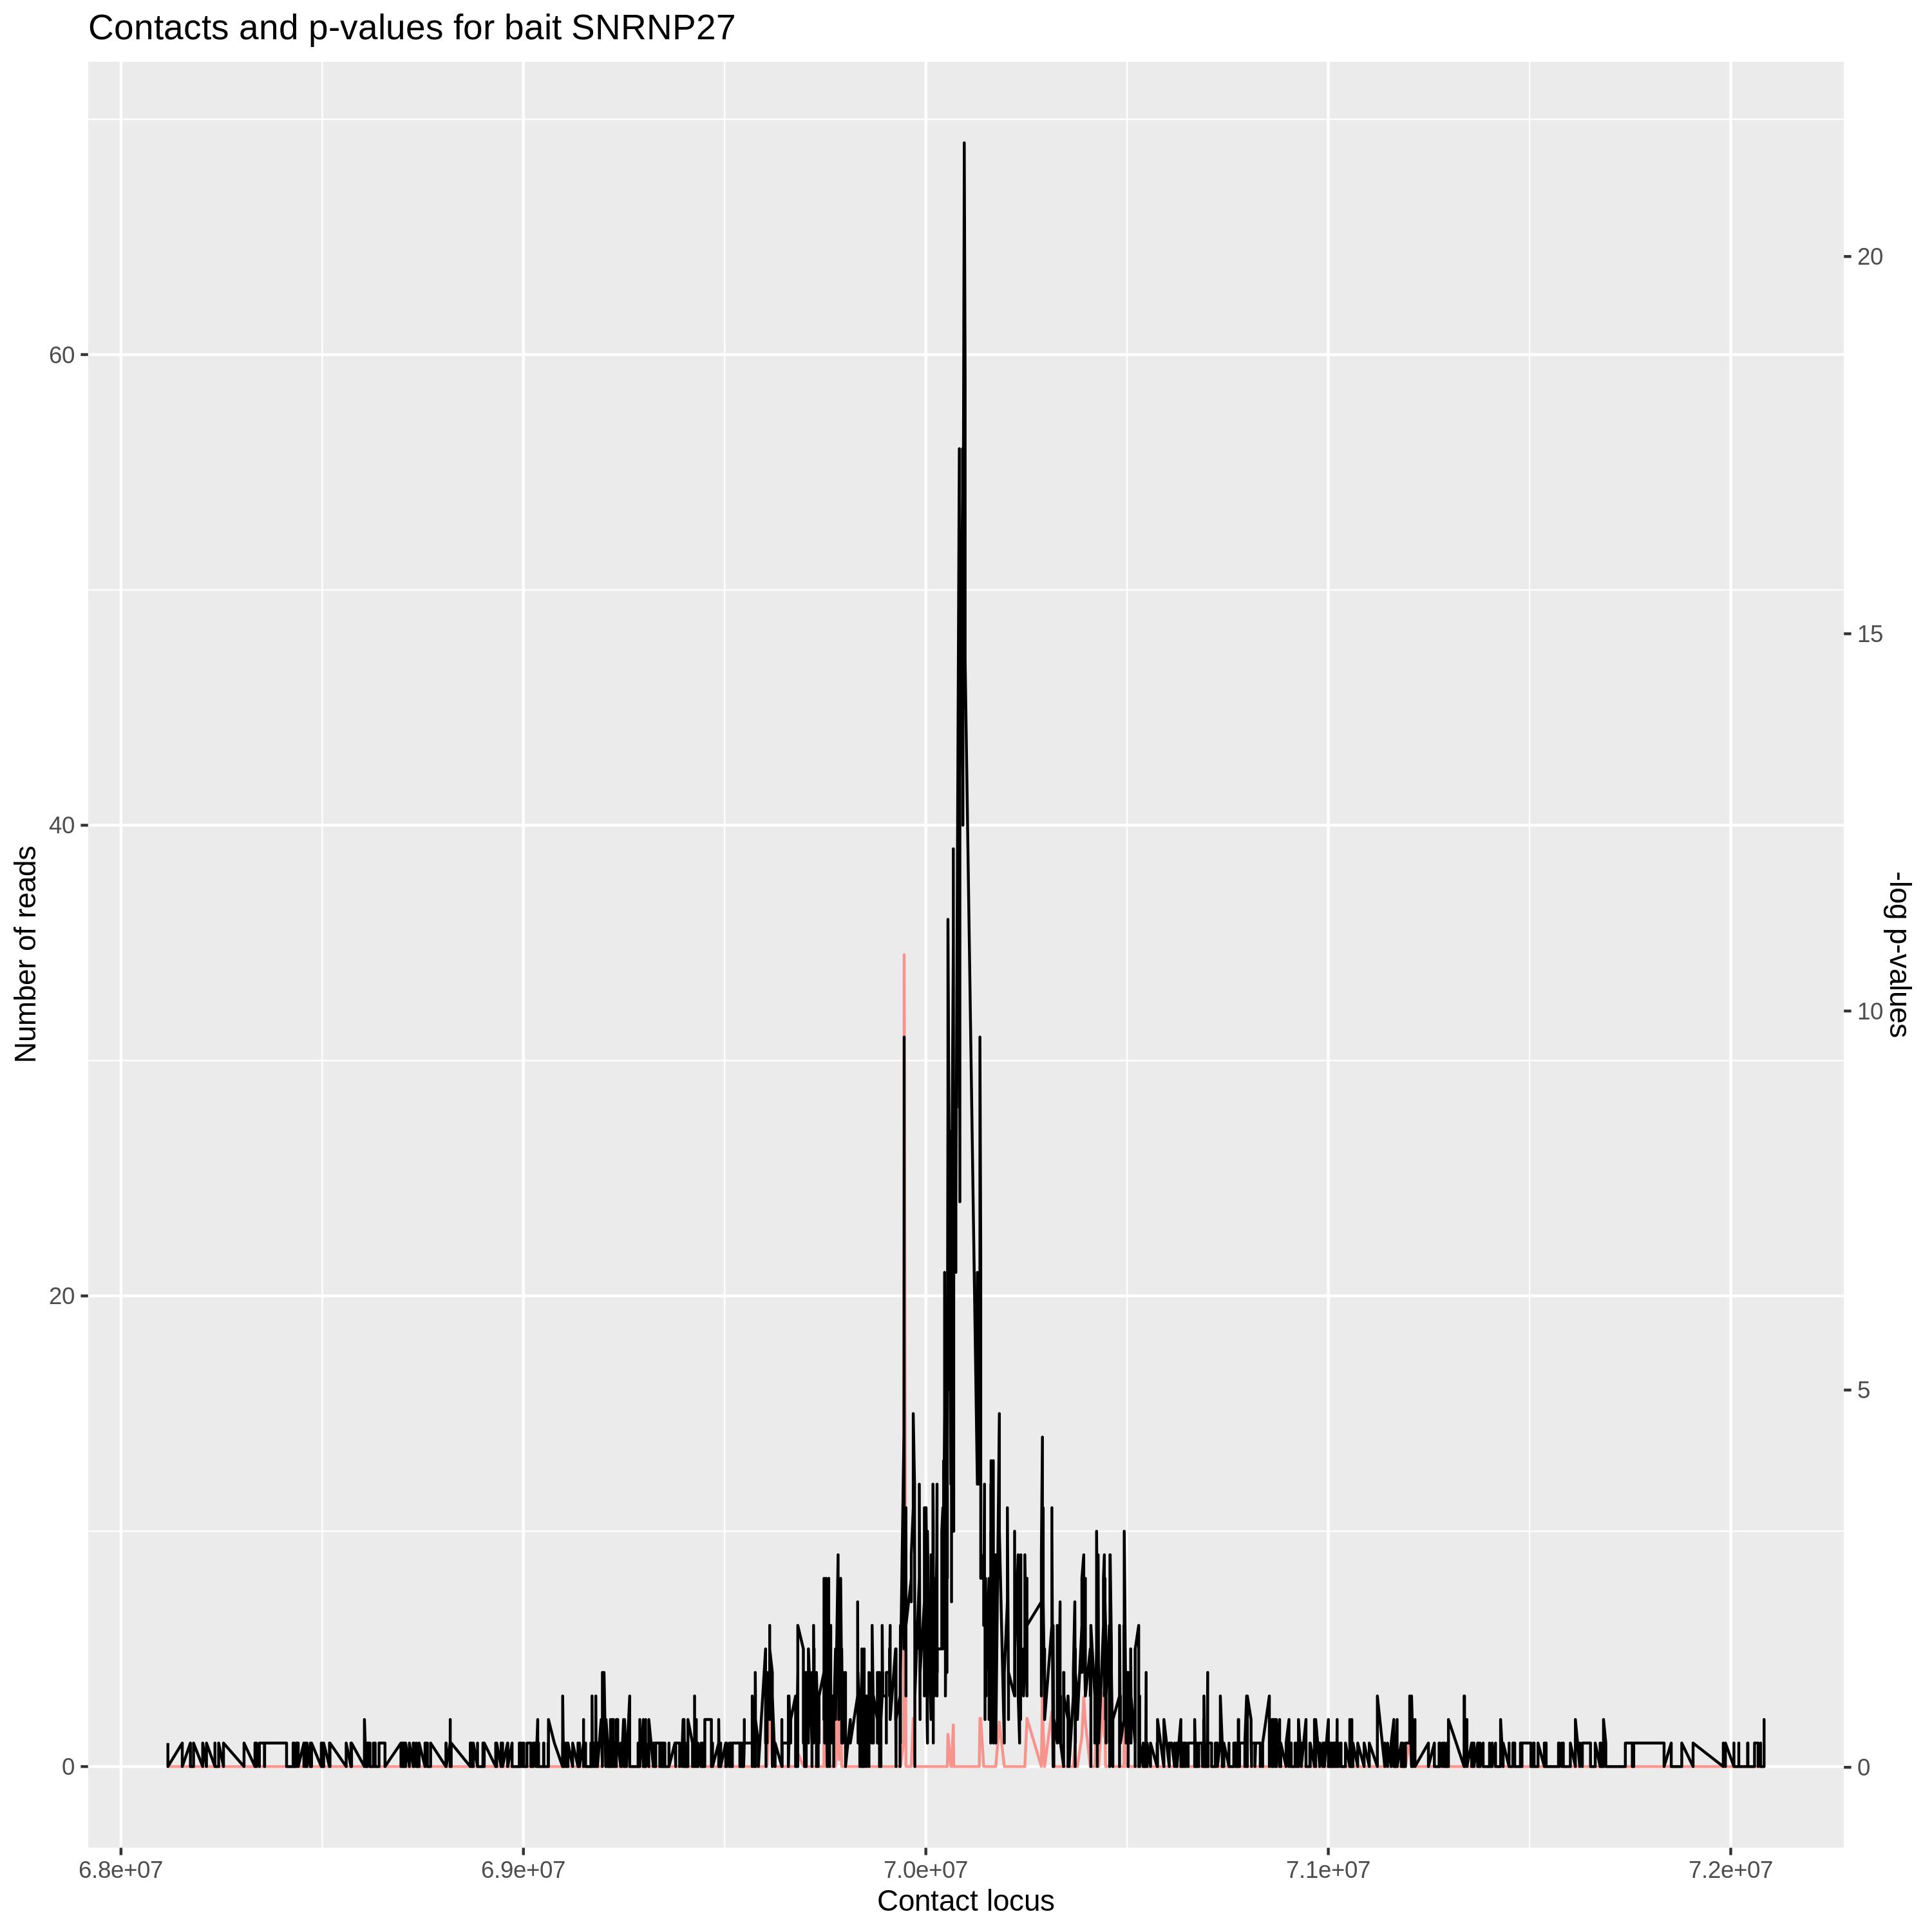 Contacts and p-values for bait SNRNP27
Number of reads
60
40
20
0
20
15
10
5
0
-log p-values
6.8e+07 6.9e+07 7.0e+07 7.1e+07 7.2e+07
Contact locus